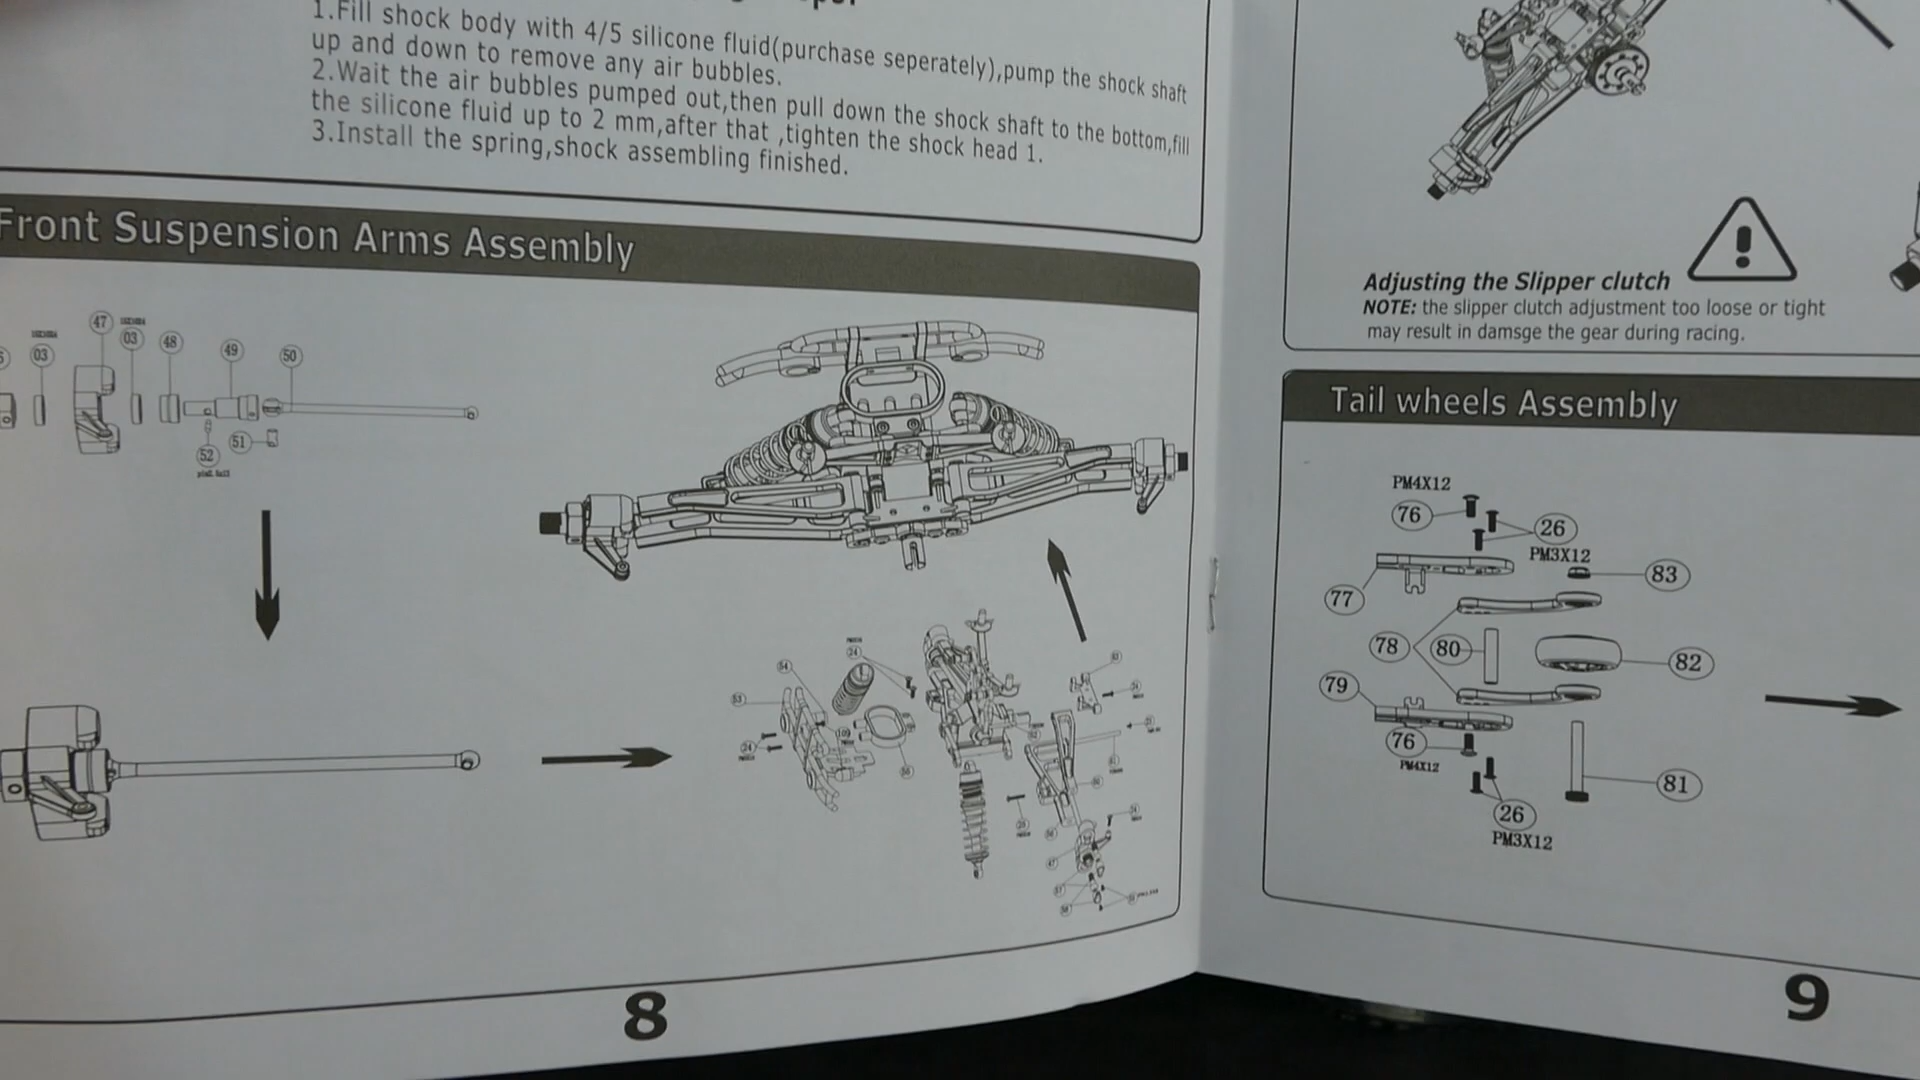 1.Fill shock body with 4/5 silicone fluid(purchase seperately),pump the shock shaft
up and down to remove any air bubbles.
2.Wait the air bubbles pumped out,then pull down the shock shaft to the bottom,fill
the silicone fluid up to 2 mm,after that ,tighten the shock head 1.
3.Install the spring,shock assembling finished.
Front Suspension Arms Assembly
47
03
03
48
49
50
51
52
54
24
53
24
8
Adjusting the Slipper clutch
NOTE: the slipper clutch adjustment too loose or tight
may result in damsge the gear during racing.
Tail wheels Assembly
PM4X12
76
26
PM3X12
83
77
78
80
82
79
76
PM4X12
81
26
PM3X12
9